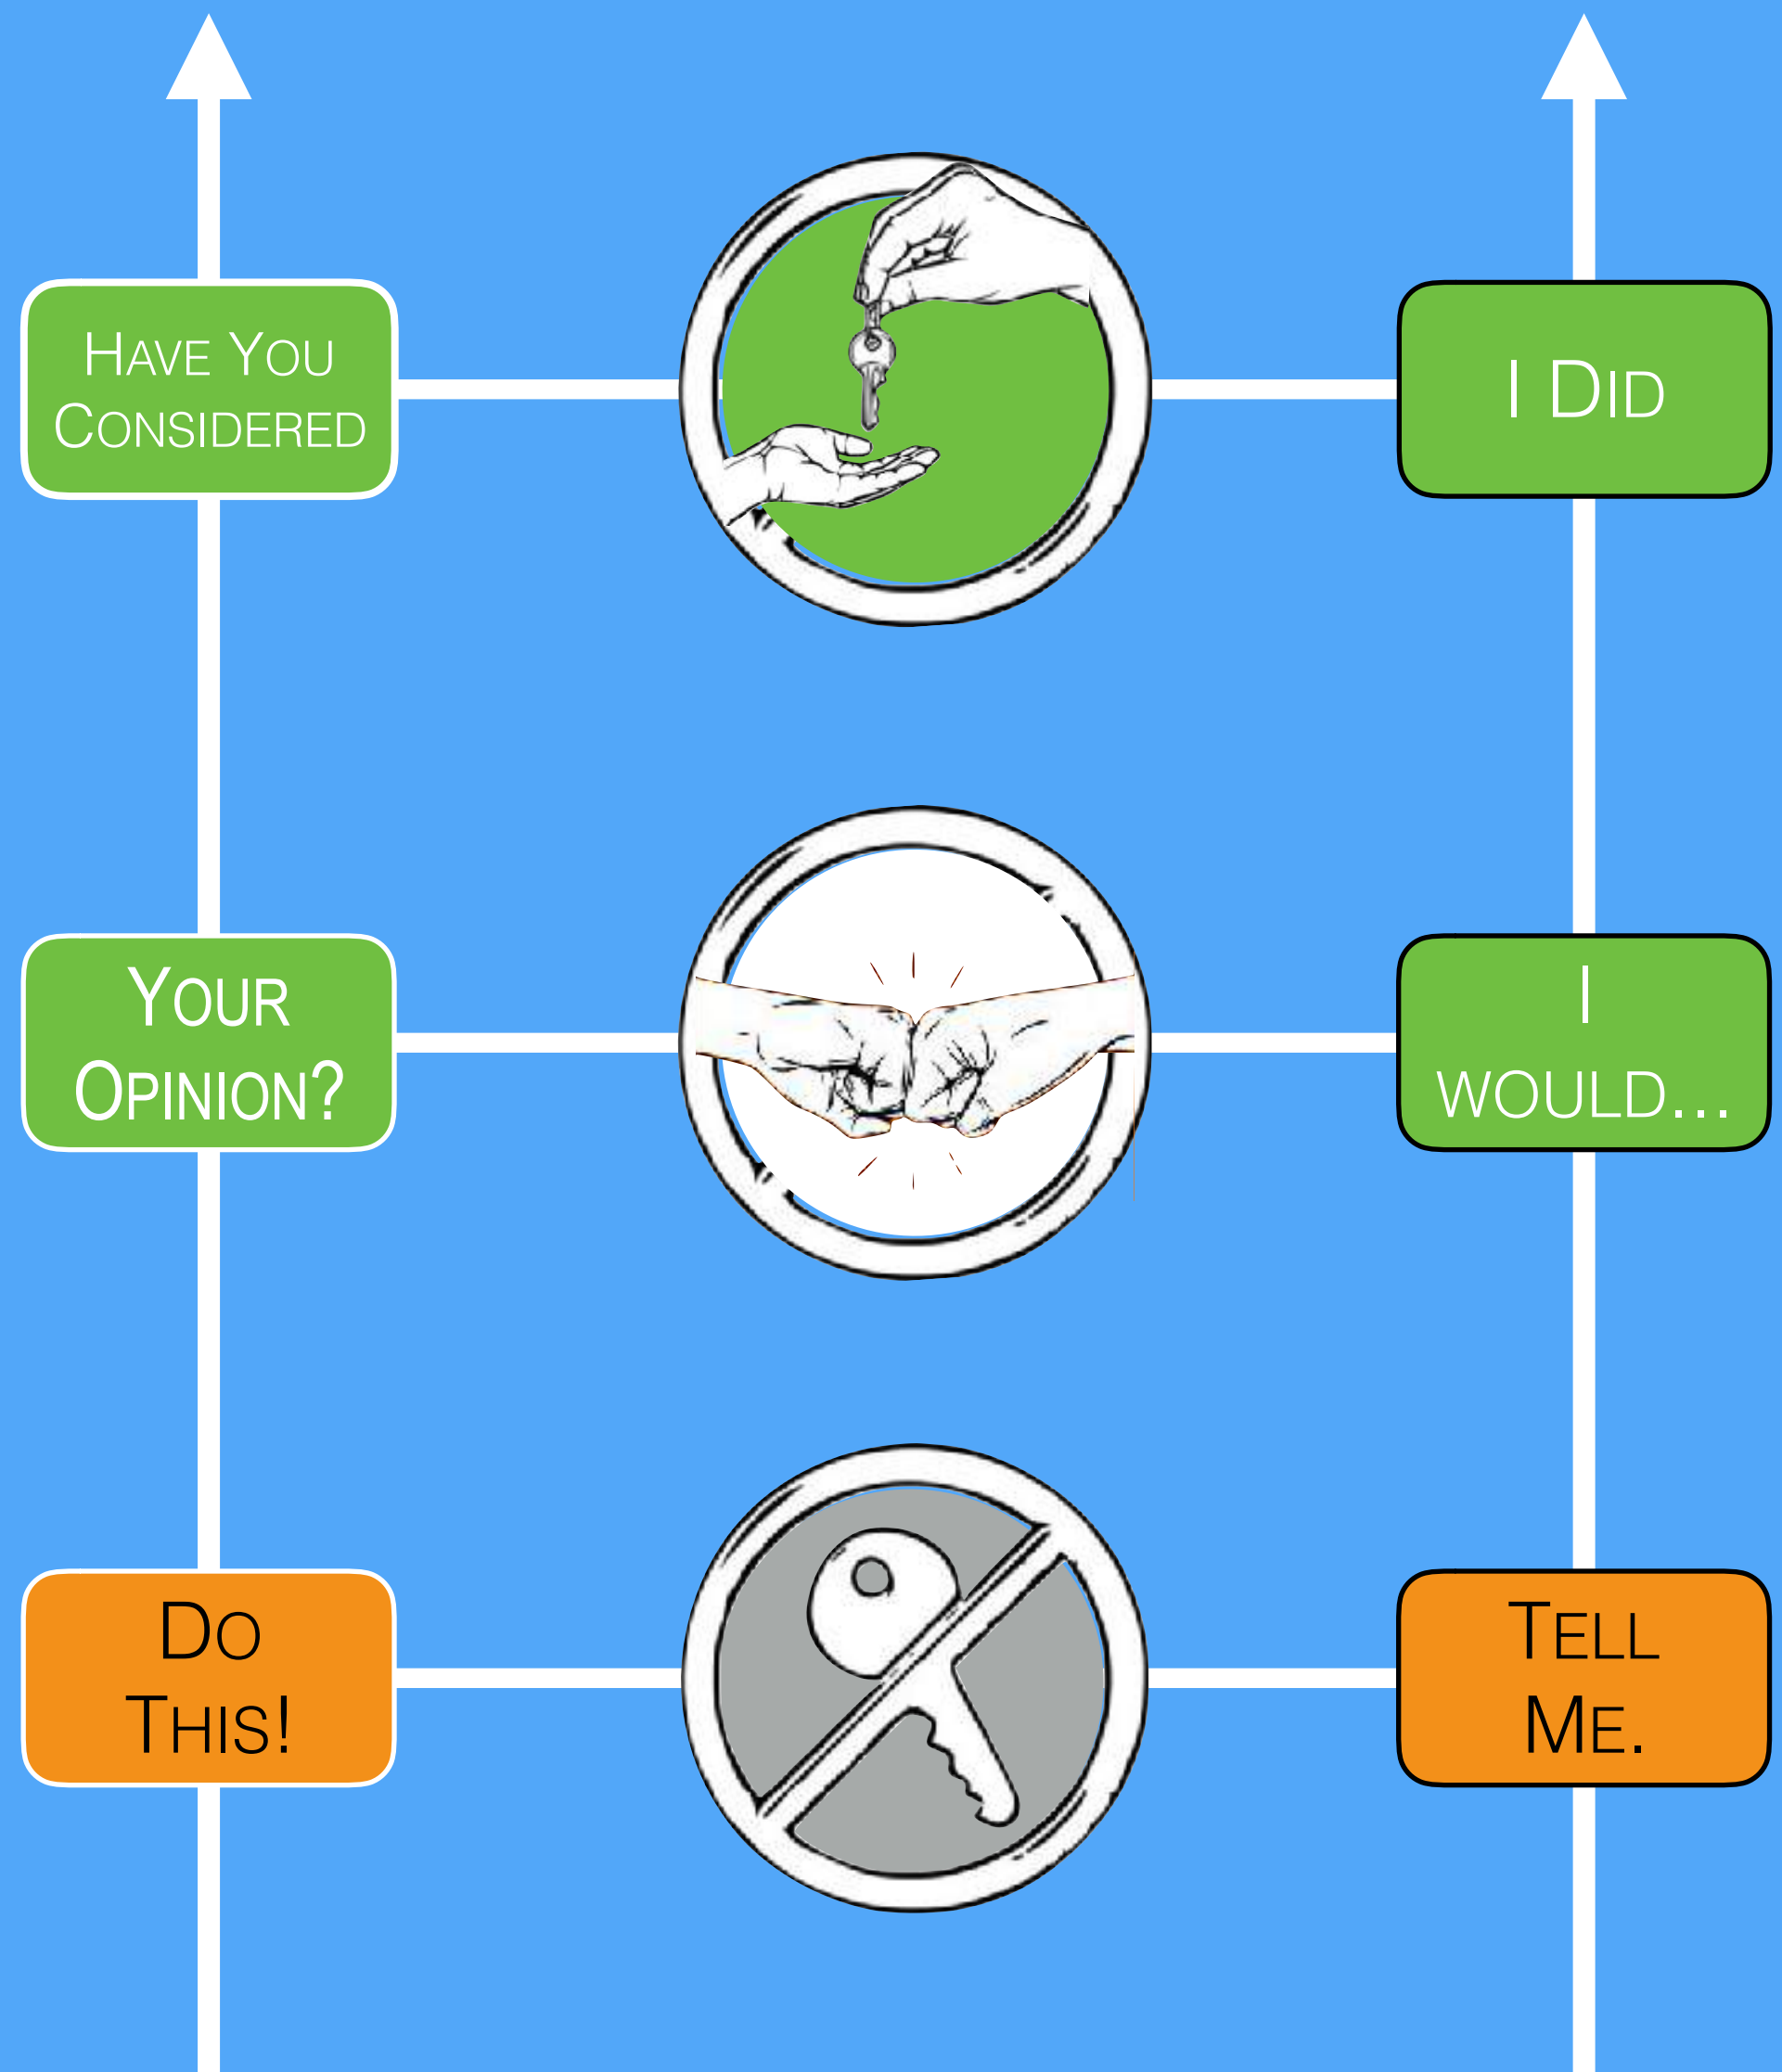 Have You
Considered
I Did
Your
Opinion?
I
would...
Do
This!
Tell
Me.